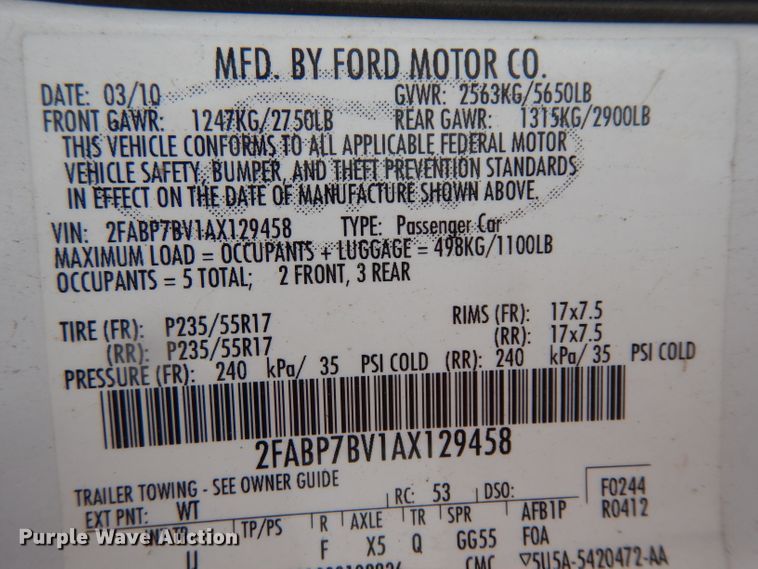 MFD. BY FORD MOTOR CO.
DATE: 03/10 GVWR: 2563KG/5650LB
FRONT GAWR: 1247KG/2750LB REAR GAWR: 1315KG/2900LB
THIS VEHICLE CONFORMS TO ALL APPLICABLE FEDERAL MOTOR
VEHICLE SAFETY, BUMPER, AND THEFT PREVENTION STANDARDS
IN EFFECT ON THE DATE OF MANUFACTURE SHOWN ABOVE.
VIN: 2FABP7BV1AX129458 TYPE: Passenger Car
MAXIMUM LOAD = OCCUPANTS + LUGGAGE = 498KG/1100LB
OCCUPANTS = 5 TOTAL; 2 FRONT, 3 REAR
TIRE (FR): P235/55R17 RIMS (FR): 17x7.5
(RR): P235/55R17 (RR): 17x7.5
PRESSURE (FR): 240 kPa/ 35 PSI COLD (RR): 240 kPa/ 35 PSI COLD
2FABP7BV1AX129458
TRAILER TOWING - SEE OWNER GUIDE RC: 53 DSO: F0244
EXT PNT: WT R0412
TP/PS R AXLE TR SPR AFB1P
F X5 Q GG55 FOA
CMC ▽5U5A-5420472-AA
Purple Wave Auction